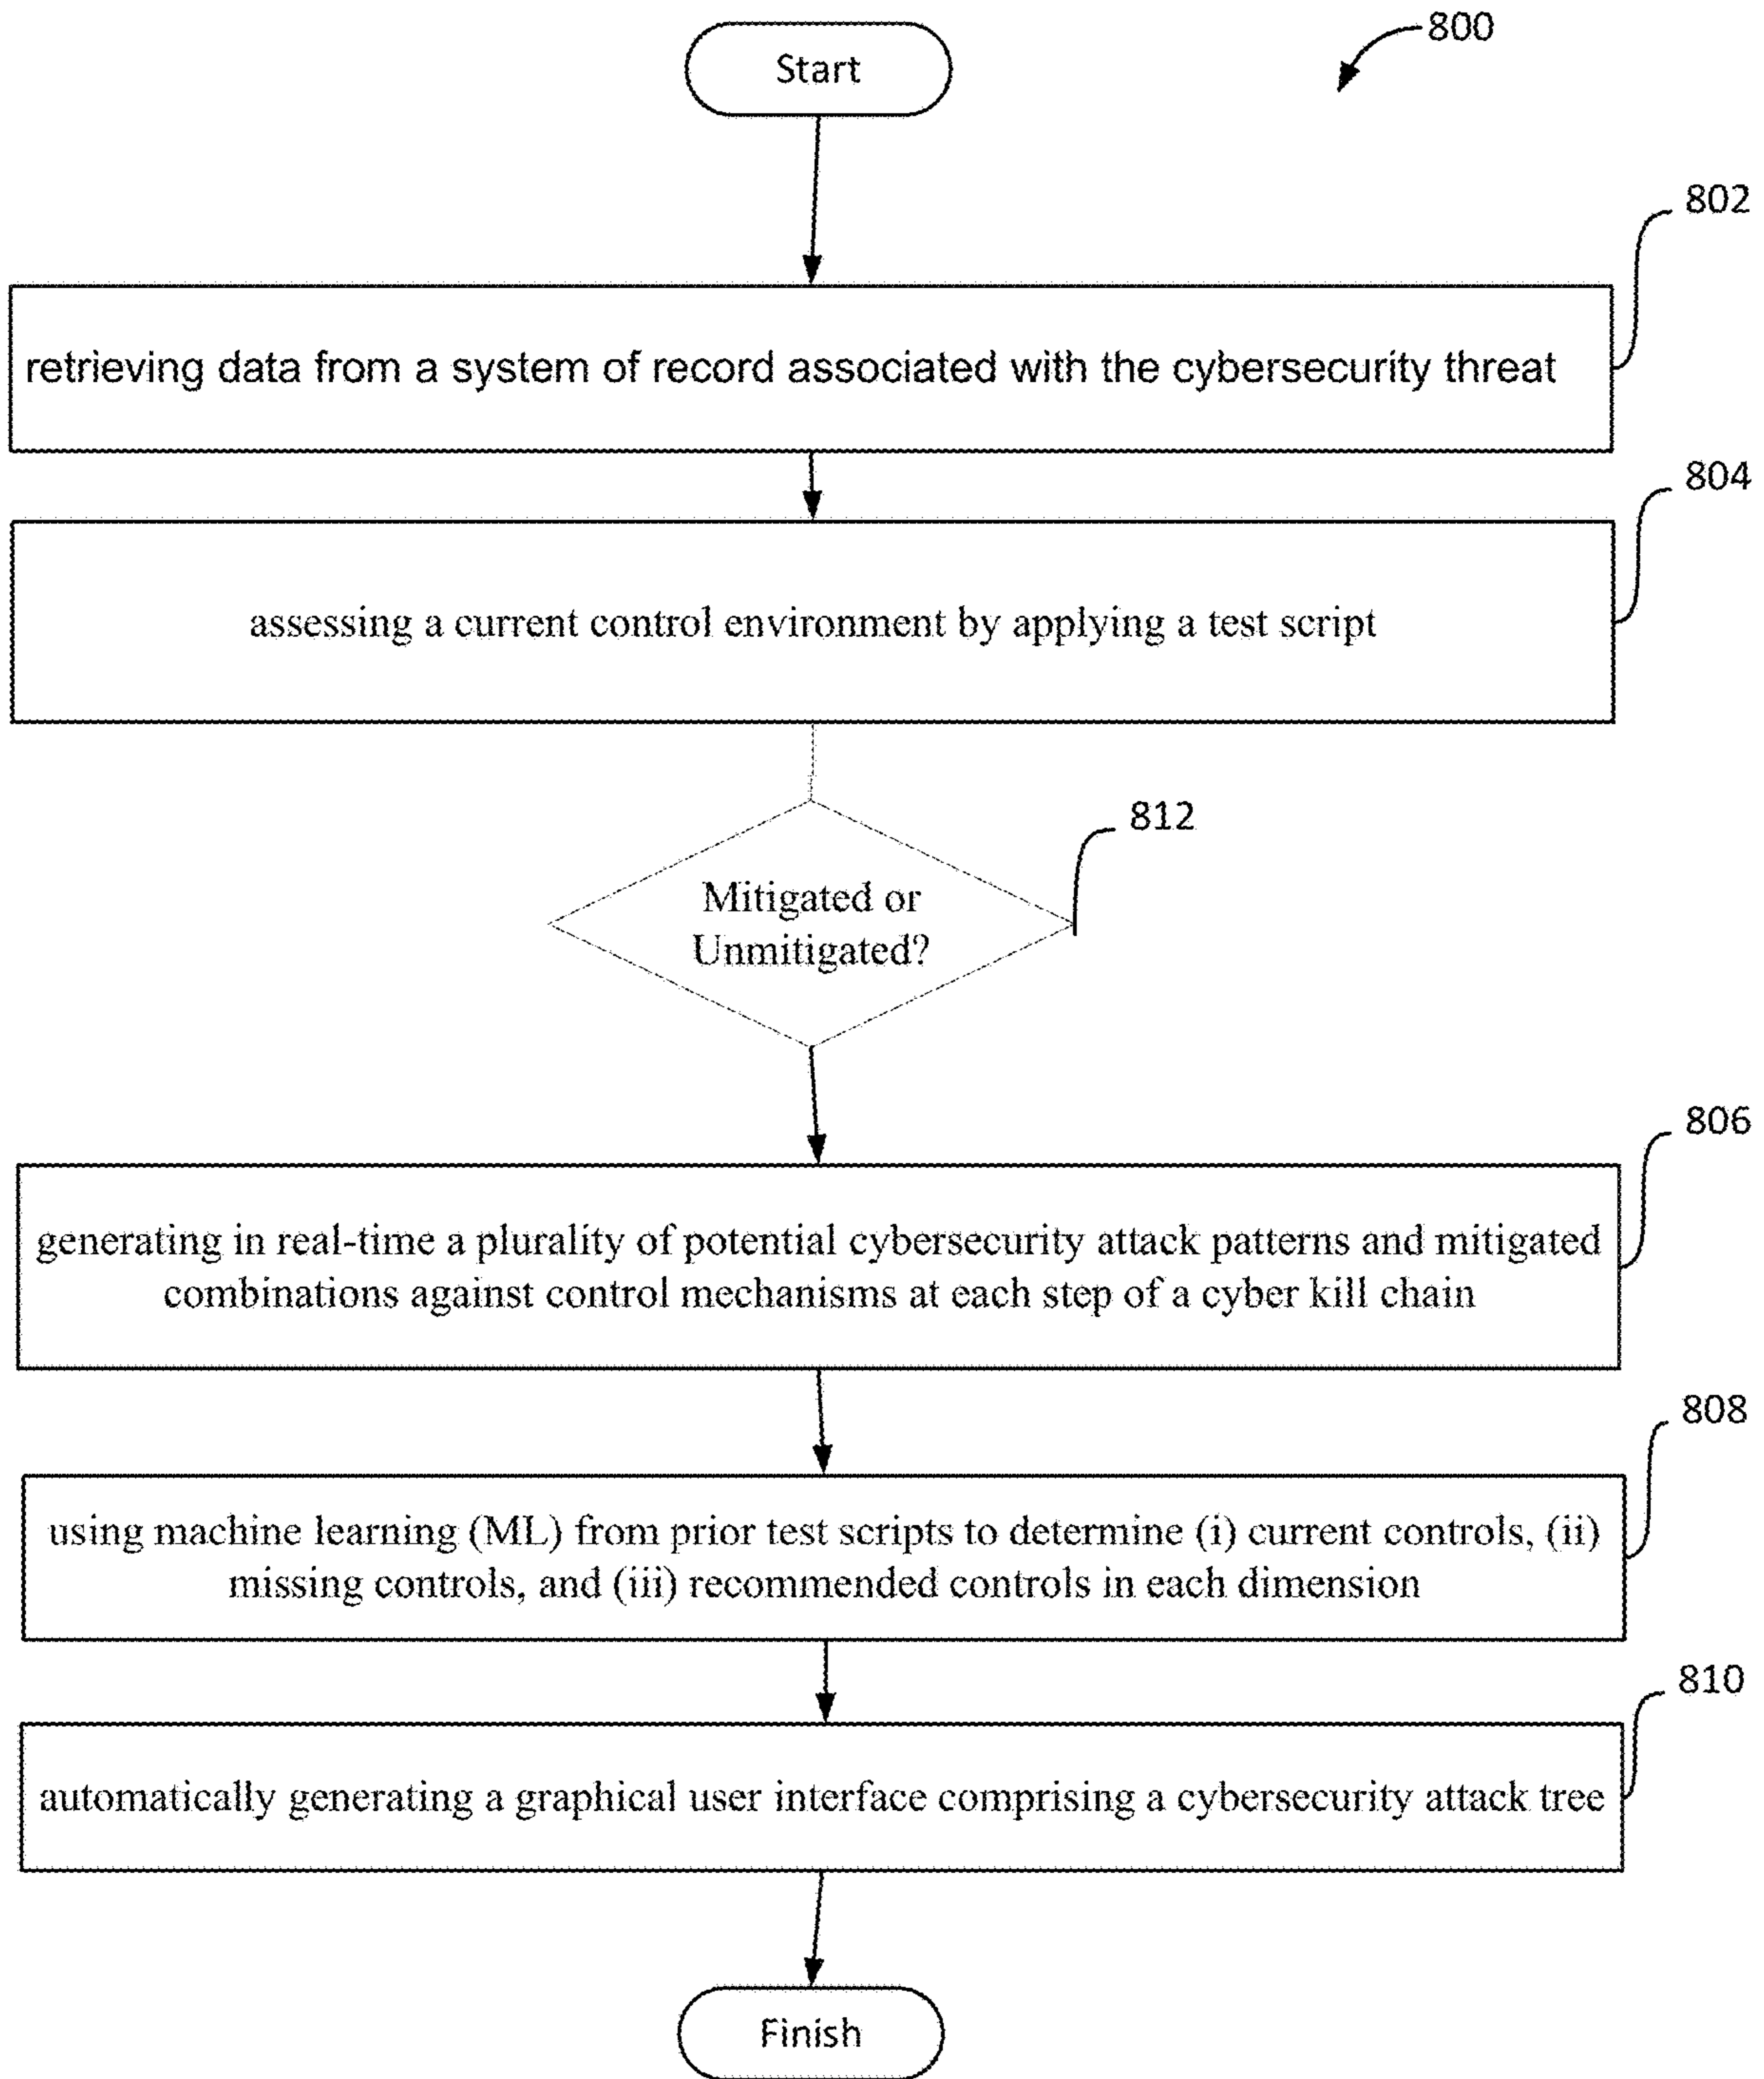 800
Start
802
retrieving data from a system of record associated with the cybersecurity threat
804
assessing a current control environment by applying a test script
812
Mitigated or
Unmitigated?
806
generating in real-time a plurality of potential cybersecurity attack patterns and mitigated
combinations against control mechanisms at each step of a cyber kill chain
808
using machine learning (ML) from prior test scripts to determine (i) current controls, (ii)
missing controls, and (iii) recommended controls in each dimension
810
automatically generating a graphical user interface comprising a cybersecurity attack tree
Finish